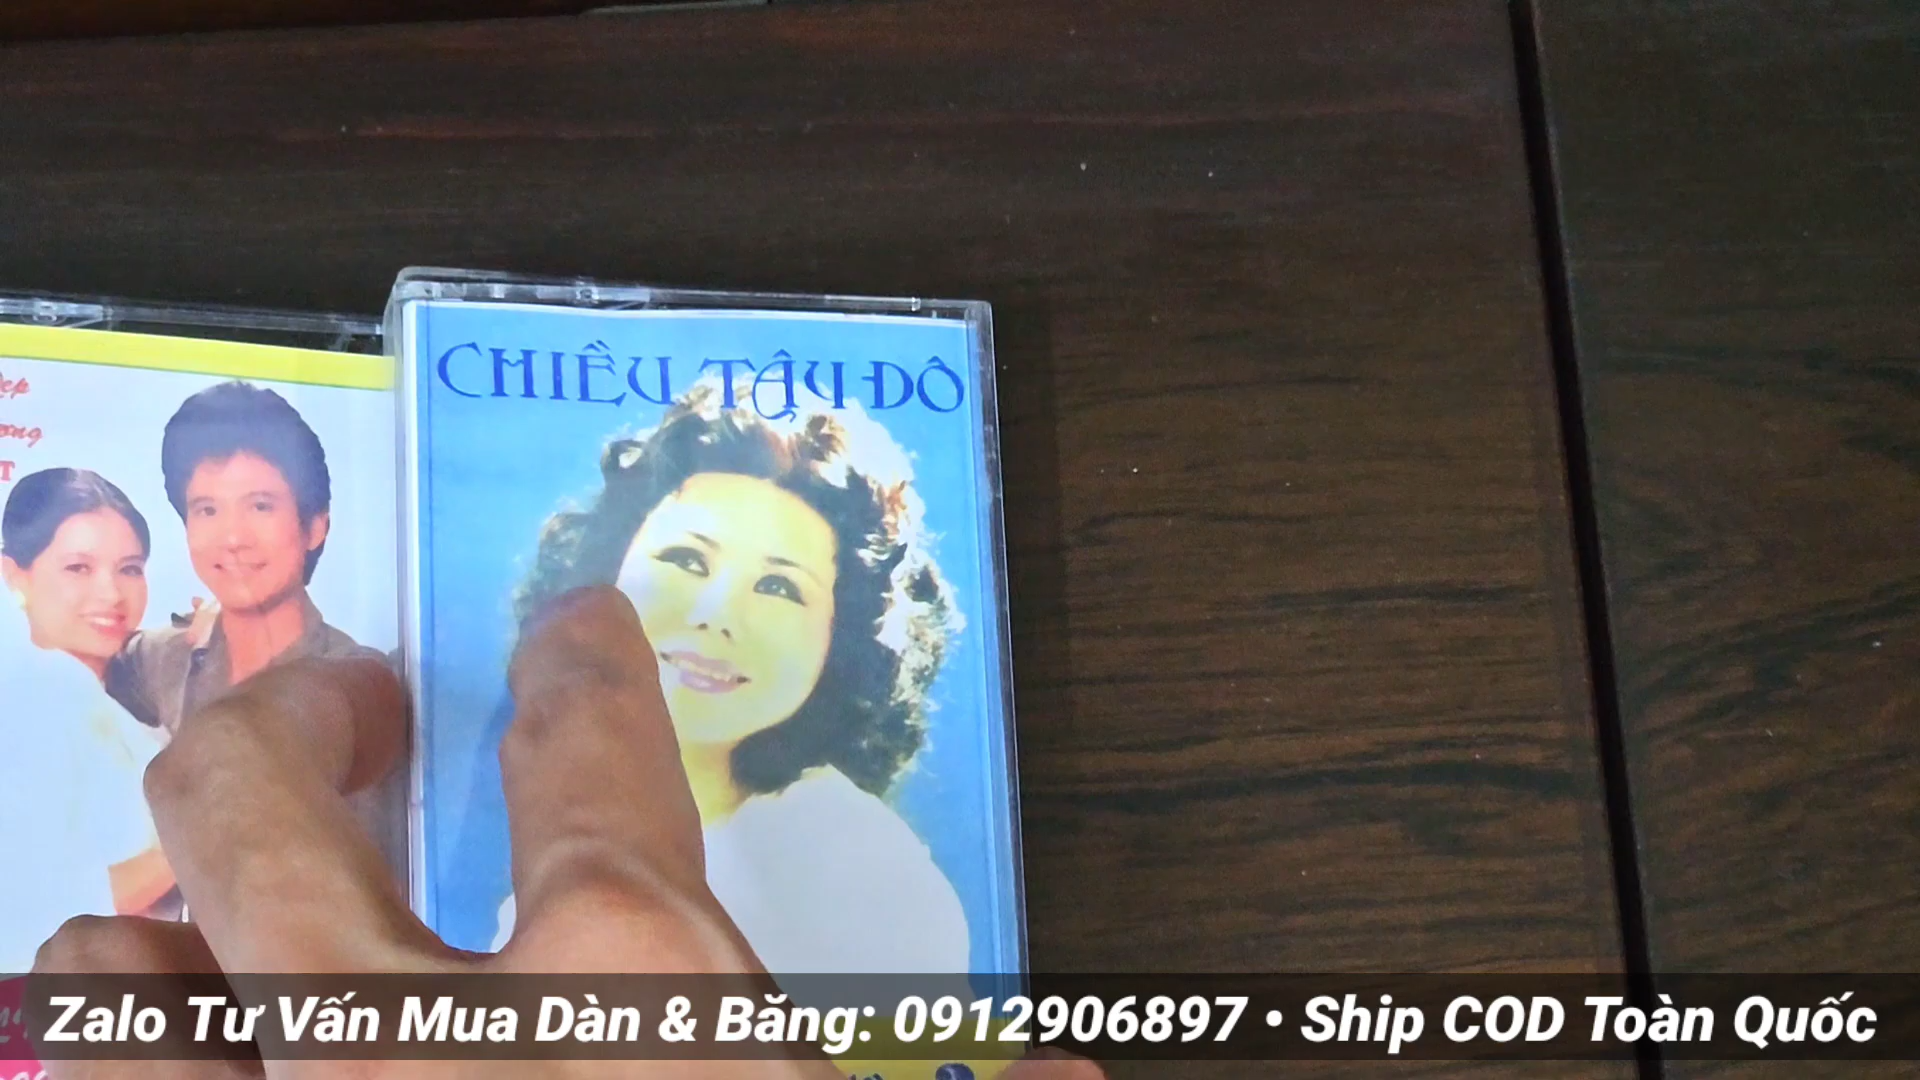 CHIỀU TÂY ĐÔ
Zalo Tư Vấn Mua Dàn & Băng: 0912906897 • Ship COD Toàn Quốc